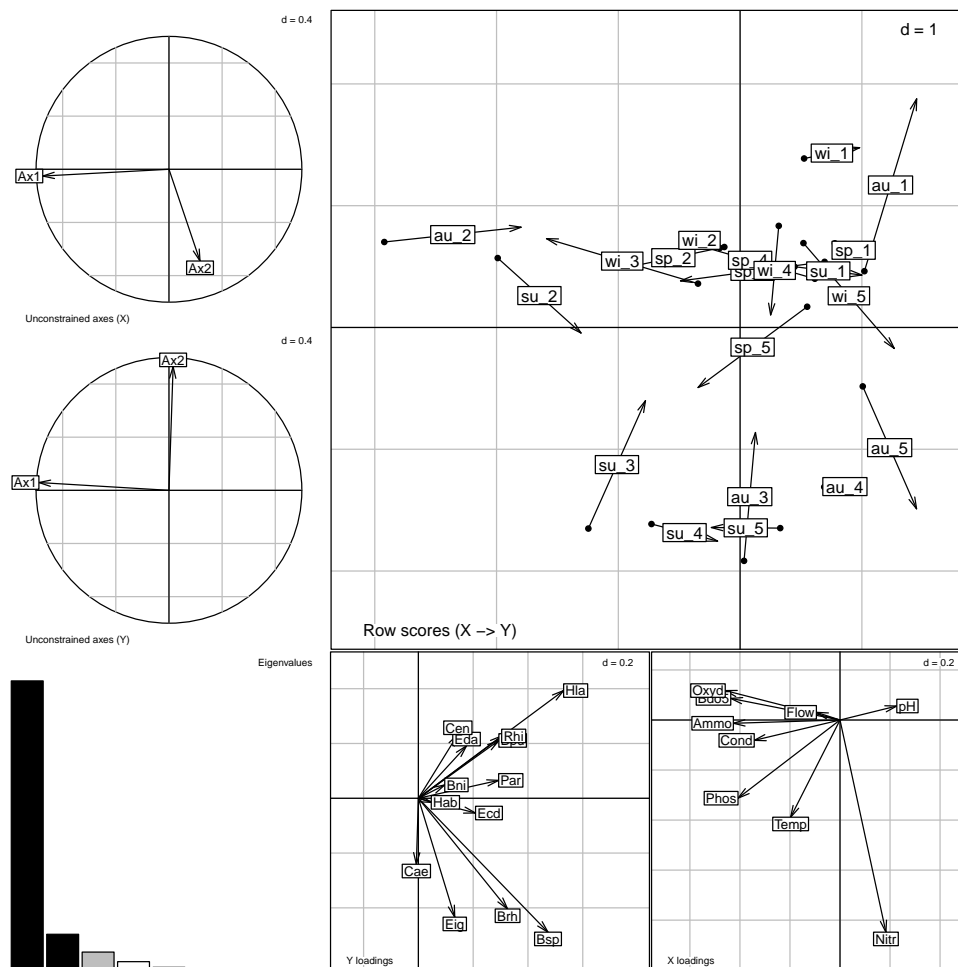 d = 0.4
Ax1
Ax2
Unconstrained axes (X)
d = 0.4
Ax2
Ax1
Unconstrained axes (Y)
Eigenvalues
d = 1
wi_1
au_1
au_2
wi_2
sp_1
sp_2
sp_4
wi_3
wi_4
su_1
su_2
wi_5
sp_5
au_5
su_3
au_4
au_3
su_5
su_4
Row scores (X −> Y)
d = 0.2
Hla
Cen
Rhi
Eda
Par
Bni
Hab
Ecd
Cae
Eig
Brh
Bsp
Y loadings
d = 0.2
Oxyd
pH
Flow
Ammo
Cond
Phos
Temp
Nitr
X loadings